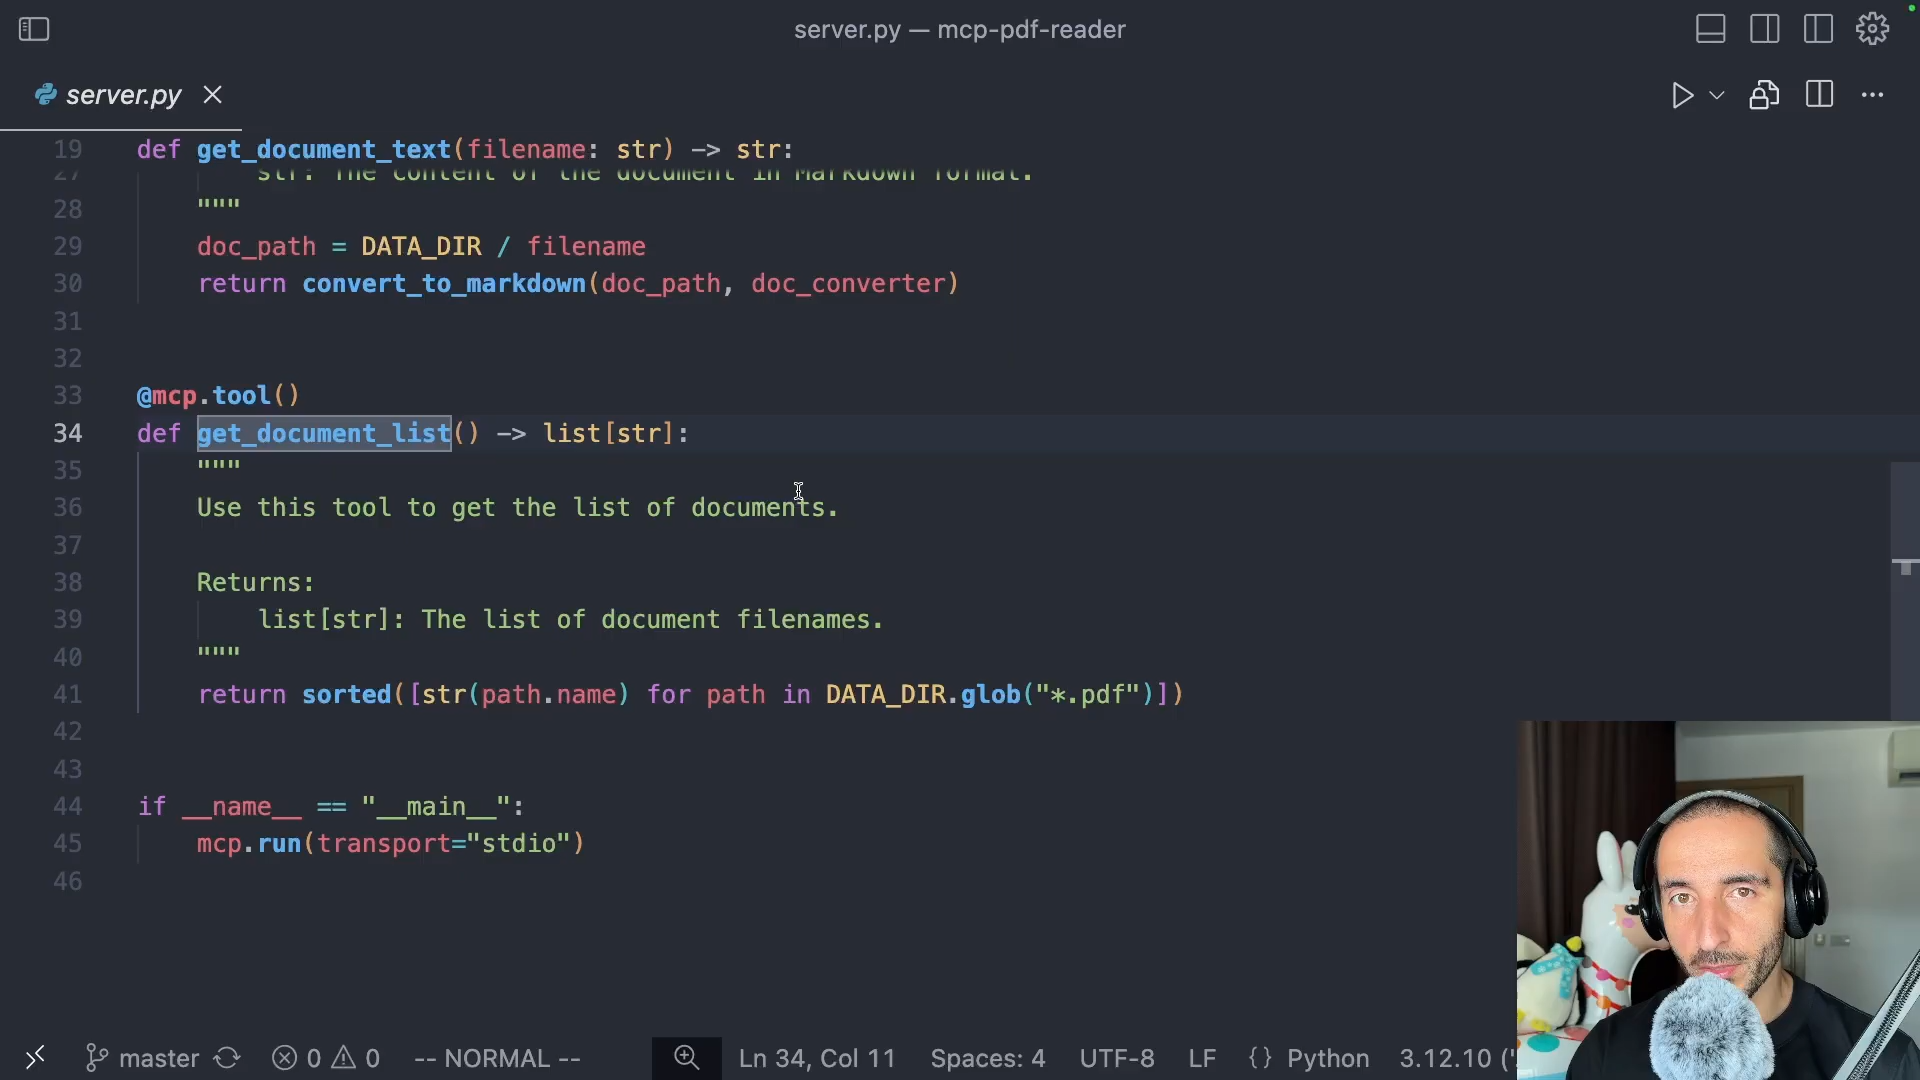 server.py — mcp-pdf-reader
server.py
19 def get_document_text(filename: str) -> str:
27 str: The content of the document in Markdown format.
28 """
29 doc_path = DATA_DIR / filename
30 return convert_to_markdown(doc_path, doc_converter)
31
32
33 @mcp.tool()
34 def get_document_list() -> list[str]:
35 """
36 Use this tool to get the list of documents.
37
38 Returns:
39 list[str]: The list of document filenames.
40 """
41 return sorted([str(path.name) for path in DATA_DIR.glob("*.pdf")])
42
43
44 if __name__ == "__main__":
45 mcp.run(transport="stdio")
46
master 0 0 -- NORMAL -- Ln 34, Col 11 Spaces: 4 UTF-8 LF {} Python 3.12.10 ('